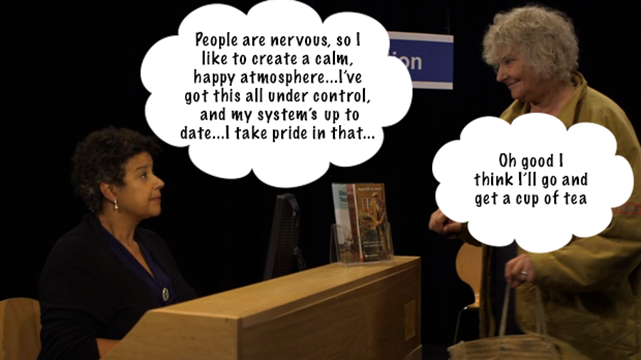 People are nervous, so I
like to create a calm,
happy atmosphere...I've
got this all under control,
and my system's up to
date...I take pride in that...
Oh good I
think I'll go and
get a cup of tea